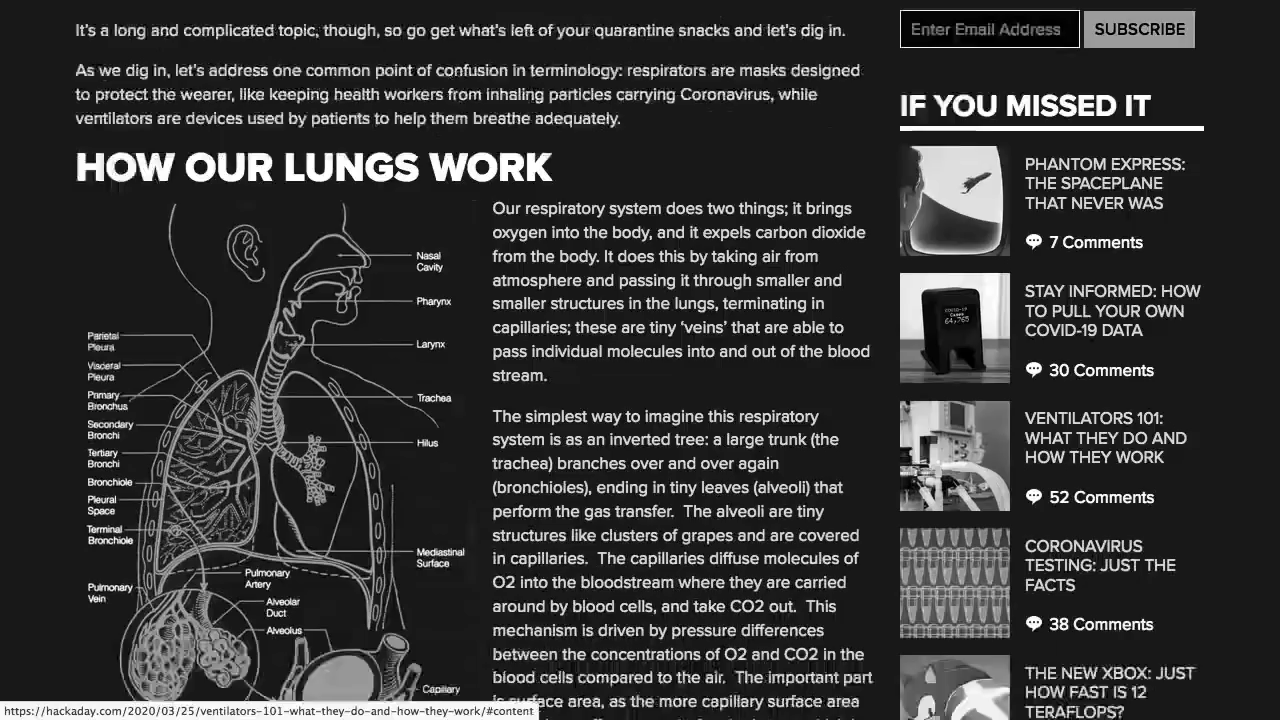 It's a long and complicated topic, though, so go get what's left of your quarantine snacks and let's dig in.
As we dig in, let's address one common point of confusion in terminology: respirators are masks designed
to protect the wearer, like keeping health workers from inhaling particles carrying Coronavirus, while
ventilators are devices used by patients to help them breathe adequately.
HOW OUR LUNGS WORK
Nasal
Cavity
Pharynx
Larynx
Trachea
Hilus
Mediastinal
Surface
Parietal
Pleura
Visceral
Pleura
Primary
Bronchus
Secondary
Bronchi
Tertiary
Bronchi
Bronchiole
Pleural
Space
Terminal
Bronchiole
Pulmonary
Vein
Pulmonary
Artery
Alveolar
Duct
Alveolus
Capillary
Our respiratory system does two things; it brings
oxygen into the body, and it expels carbon dioxide
from the body. It does this by taking air from
atmosphere and passing it through smaller and
smaller structures in the lungs, terminating in
capillaries; these are tiny 'veins' that are able to
pass individual molecules into and out of the blood
stream.
The simplest way to imagine this respiratory
system is as an inverted tree: a large trunk (the
trachea) branches over and over again
(bronchioles), ending in tiny leaves (alveoli) that
perform the gas transfer. The alveoli are tiny
structures like clusters of grapes and are covered
in capillaries. The capillaries diffuse molecules of
O2 into the bloodstream where they are carried
around by blood cells, and take CO2 out. This
mechanism is driven by pressure differences
between the concentrations of O2 and CO2 in the
blood cells compared to the air. The important part
is surface area, as the more capillary surface area
Enter Email Address
SUBSCRIBE
IF YOU MISSED IT
PHANTOM EXPRESS:
THE SPACEPLANE
THAT NEVER WAS
7 Comments
COVID-19
Cases
64,765
STAY INFORMED: HOW
TO PULL YOUR OWN
COVID-19 DATA
30 Comments
VENTILATORS 101:
WHAT THEY DO AND
HOW THEY WORK
52 Comments
CORONAVIRUS
TESTING: JUST THE
FACTS
38 Comments
THE NEW XBOX: JUST
HOW FAST IS 12
TERAFLOPS?
https://hackaday.com/2020/03/25/ventilators-101-what-they-do-and-how-they-work/#content